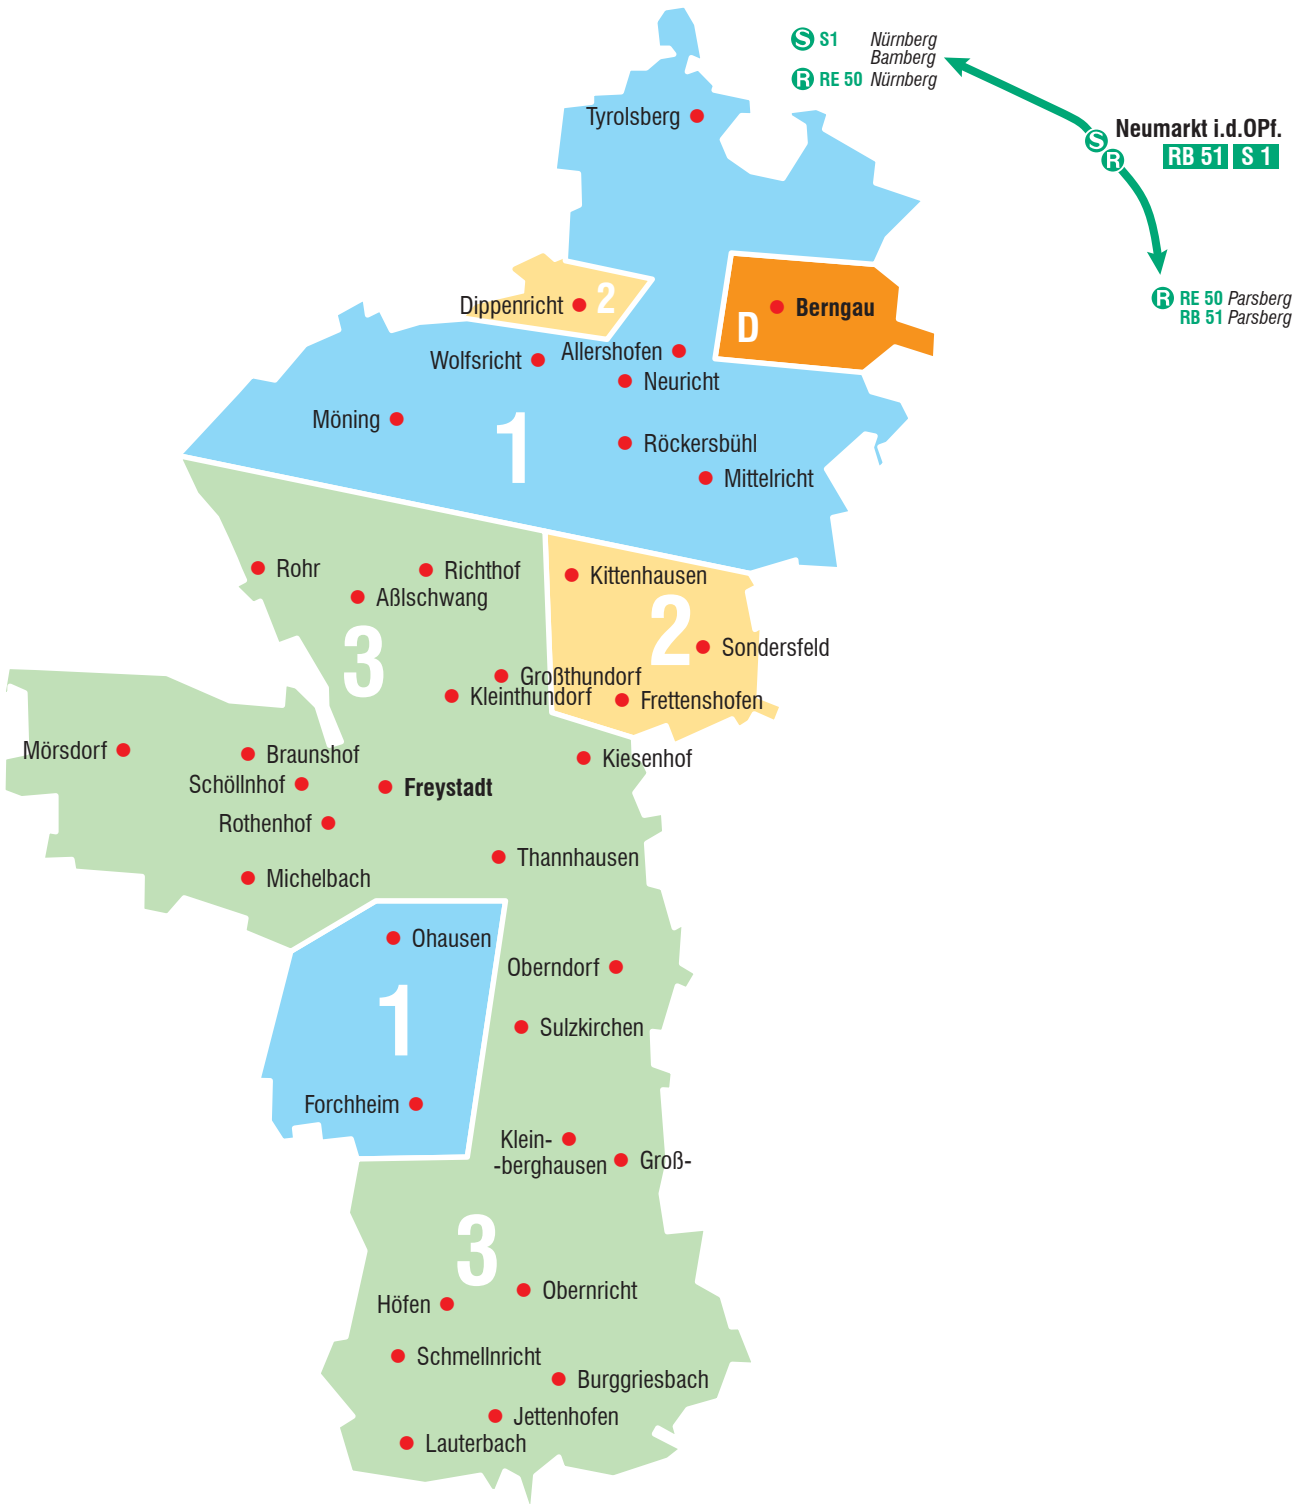 S S1 Nürnberg
Bamberg
R RE 50 Nürnberg
Tyrolsberg
Neumarkt i.d.OPf.
S
R
RB 51 S 1
R RE 50 Parsberg
RB 51 Parsberg
Dippenricht
2
D
Berngau
Wolfsricht
Allershofen
Neuricht
Möning
1
Röckersbühl
Mittelricht
Rohr
Richthof
Aßlschwang
Kittenhausen
3
2
Sondersfeld
Großthundorf
Kleinthundorf
Frettenshofen
Mörsdorf
Braunshof
Kiesenhof
Schöllnhof
Freystadt
Rothenhof
Thannhausen
Michelbach
Ohausen
Oberndorf
1
Sulzkirchen
Forchheim
Klein-
-berghausen
Groß-
3
Obernricht
Höfen
Schmellnricht
Burggriesbach
Jettenhofen
Lauterbach